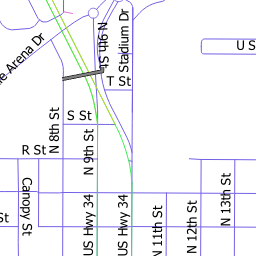 N 9th St
Stadium Dr
U S
e Arena Dr
T St
S St
N 8th St
N 9th St
R St
Canopy St
US Hwy 34
US Hwy 34
N 11th St
N 12th St
N 13th St
St